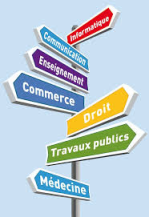 Informatique
Communication
Enseignement
Commerce
Droit
Travaux publics
Médecine